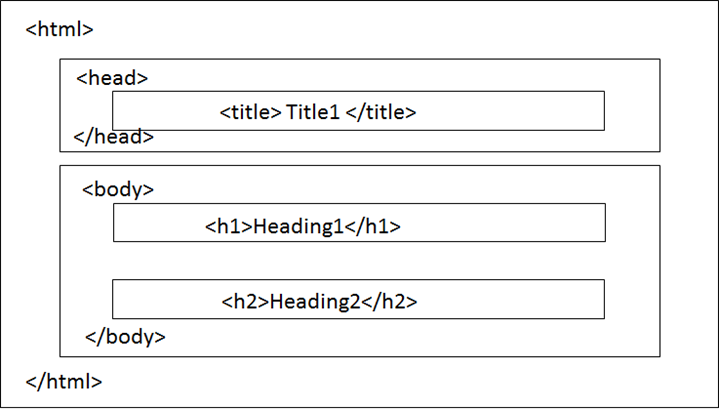 <html>
<head>
<title> Title1 </title>
</head>
<body>
<h1>Heading1</h1>
<h2>Heading2</h2>
</body>
</html>